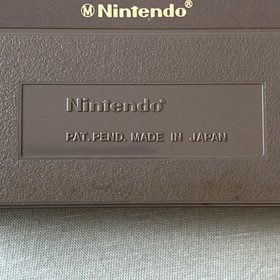 Ⓜ Nintendo®
Nintendo®
PAT. PEND. MADE IN JAPAN